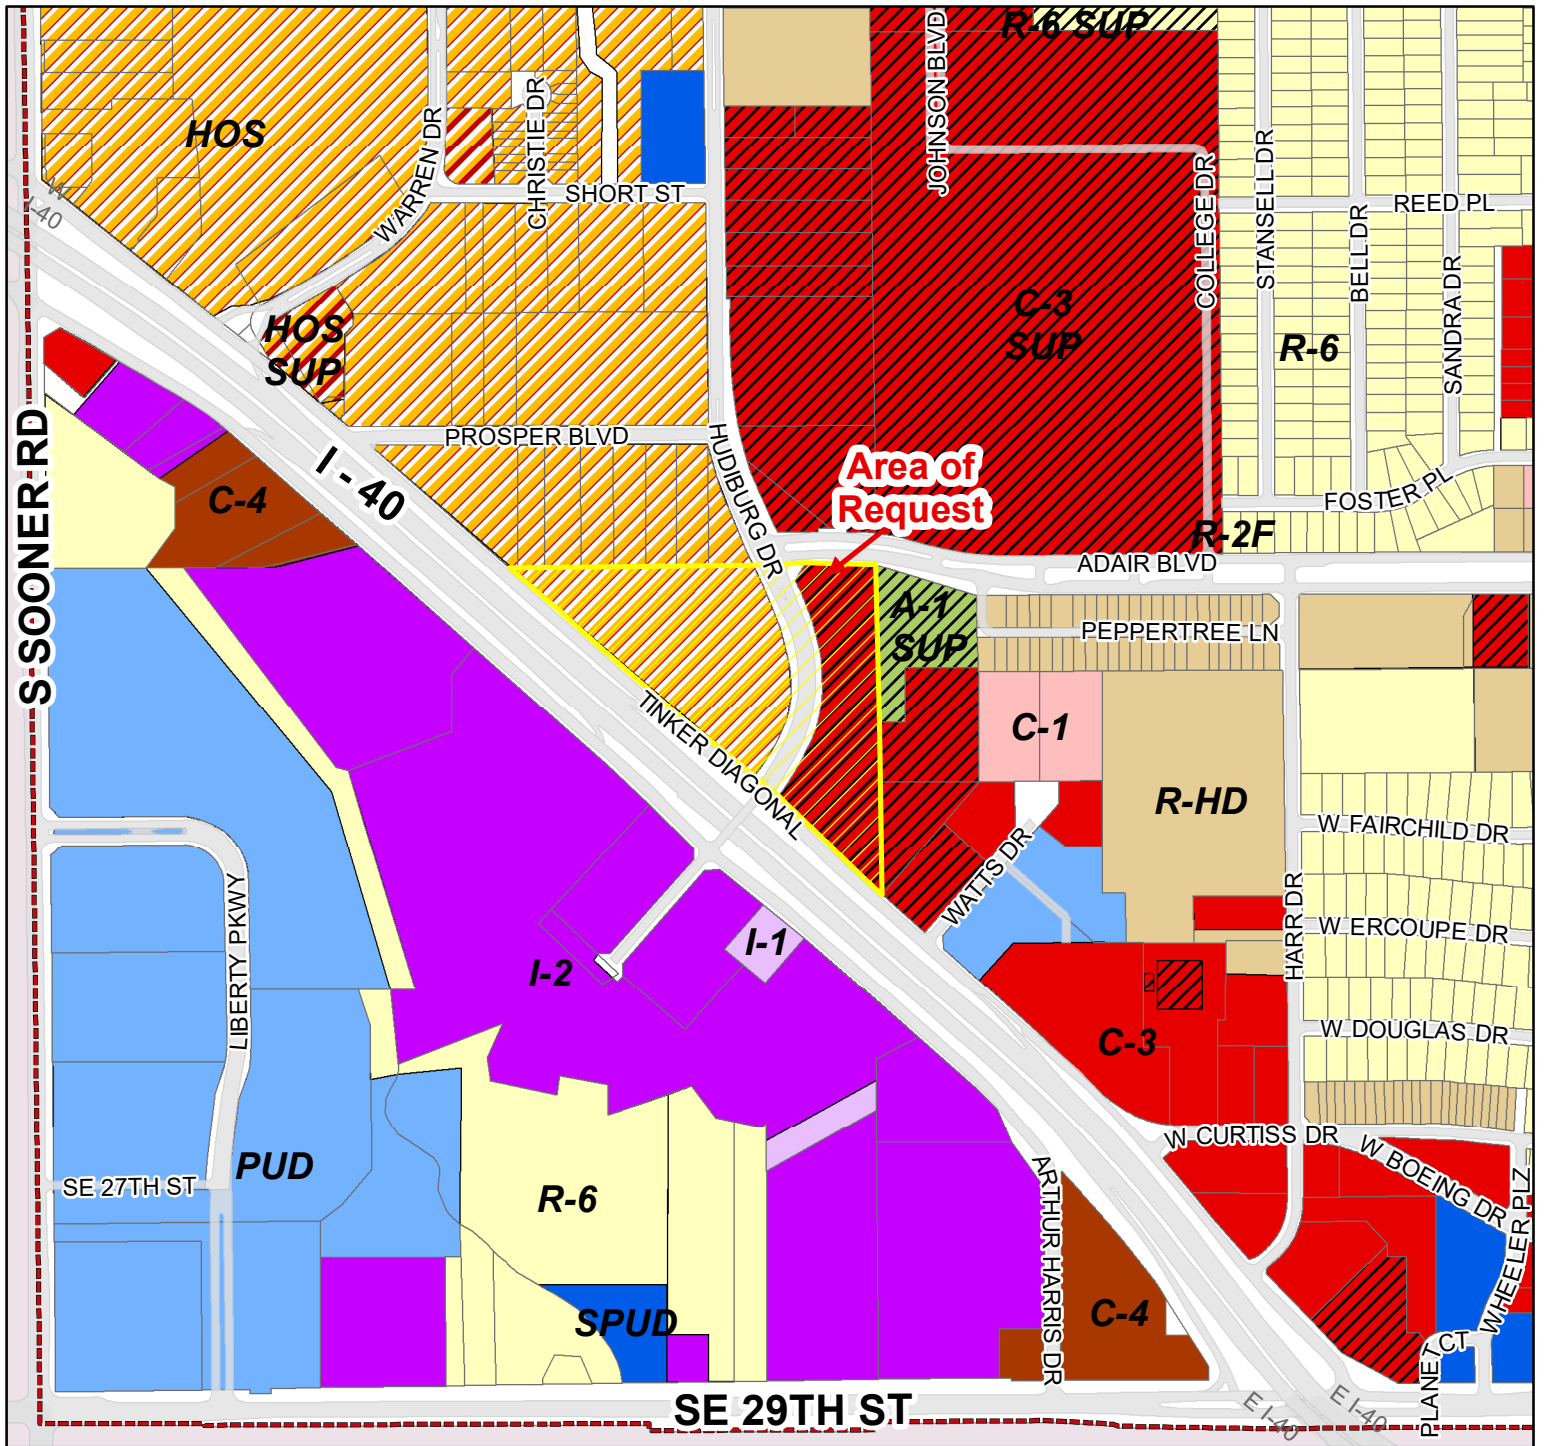 R-6 SUP
JOHNSON BLVD
HOS
CHRISTIE DR
WARREN DR
SHORT ST
COLLEGE DR
STANSELL DR
BELL DR
REED PL
SANDRA DR
W
I-40
HOS
SUP
C-3
SUP
R-6
S SOONER RD
PROSPER BLVD
HUDIBURG DR
I - 40
C-4
Area of
Request
FOSTER PL
R-2F
ADAIR BLVD
A-1
SUP
PEPPERTREE LN
TINKER DIAGONAL
C-1
R-HD
W FAIRCHILD DR
WATTS DR
HARR DR
W ERCOUPE DR
LIBERTY PKWY
I-1
I-2
C-3
W DOUGLAS DR
W CURTISS DR
W BOEING DR
PUD
SE 27TH ST
R-6
ARTHUR HARRIS DR
WHEELER PLZ
SPUD
C-4
PLANET CT
SE 29TH ST
E I-40
E I-40